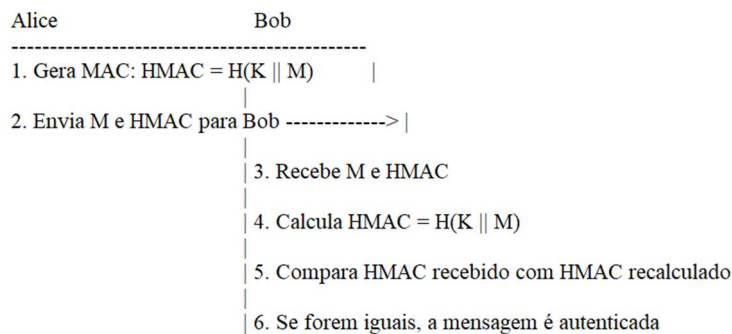 Alice Bob
----------------------------------------------
1. Gera MAC: HMAC = H(K || M) |
|
2. Envia M e HMAC para Bob -------------> |
|
| 3. Recebe M e HMAC
|
| 4. Calcula HMAC = H(K || M)
|
| 5. Compara HMAC recebido com HMAC recalculado
|
| 6. Se forem iguais, a mensagem é autenticada